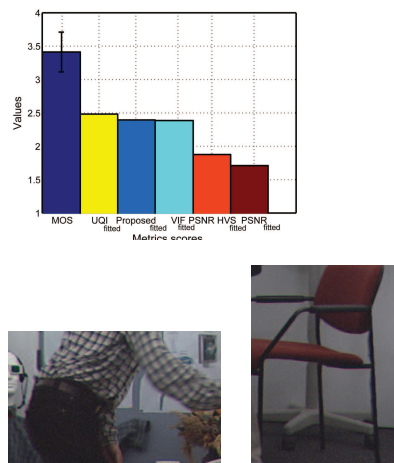 4
3.5
3
2.5
2
1.5
1
Values
MOS UQI fitted Proposed fitted VIF fitted PSNR HVS fitted PSNR fitted
Metrics scores